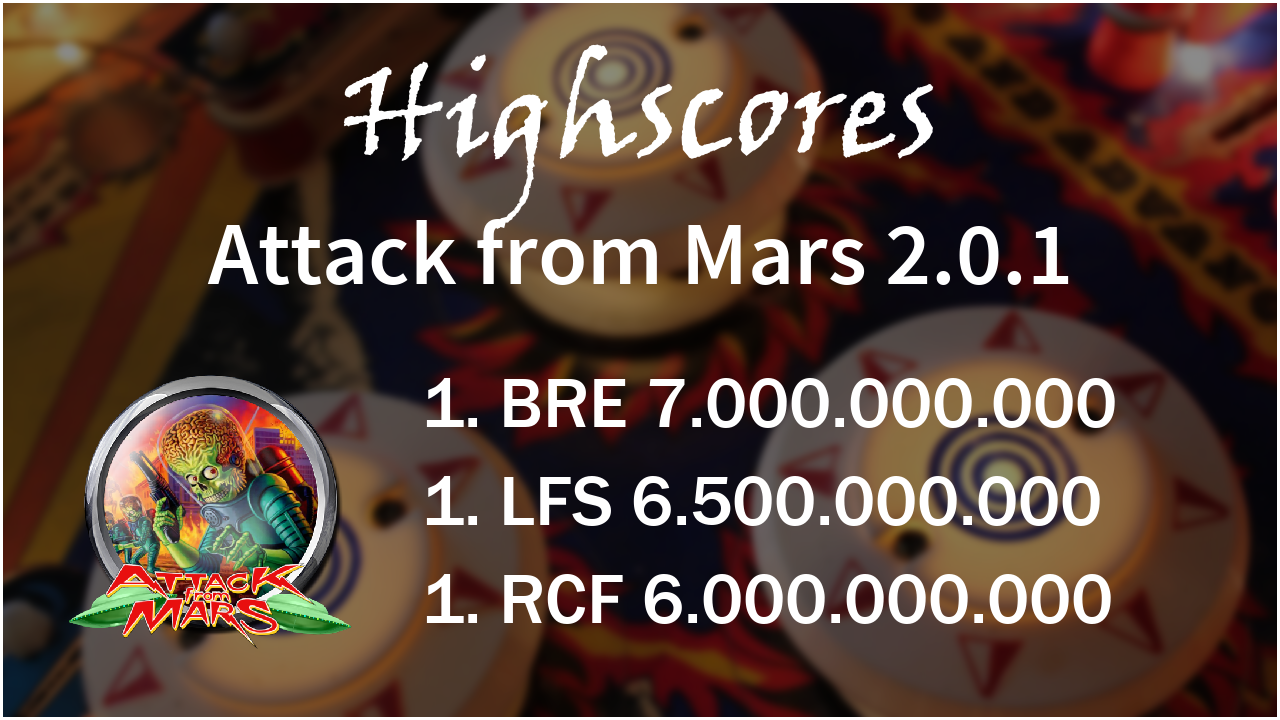 Highscores
Attack from Mars 2.0.1
1. BRE 7.000.000.000
1. LFS 6.500.000.000
1. RCF 6.000.000.000
ATTACK
from
MARS